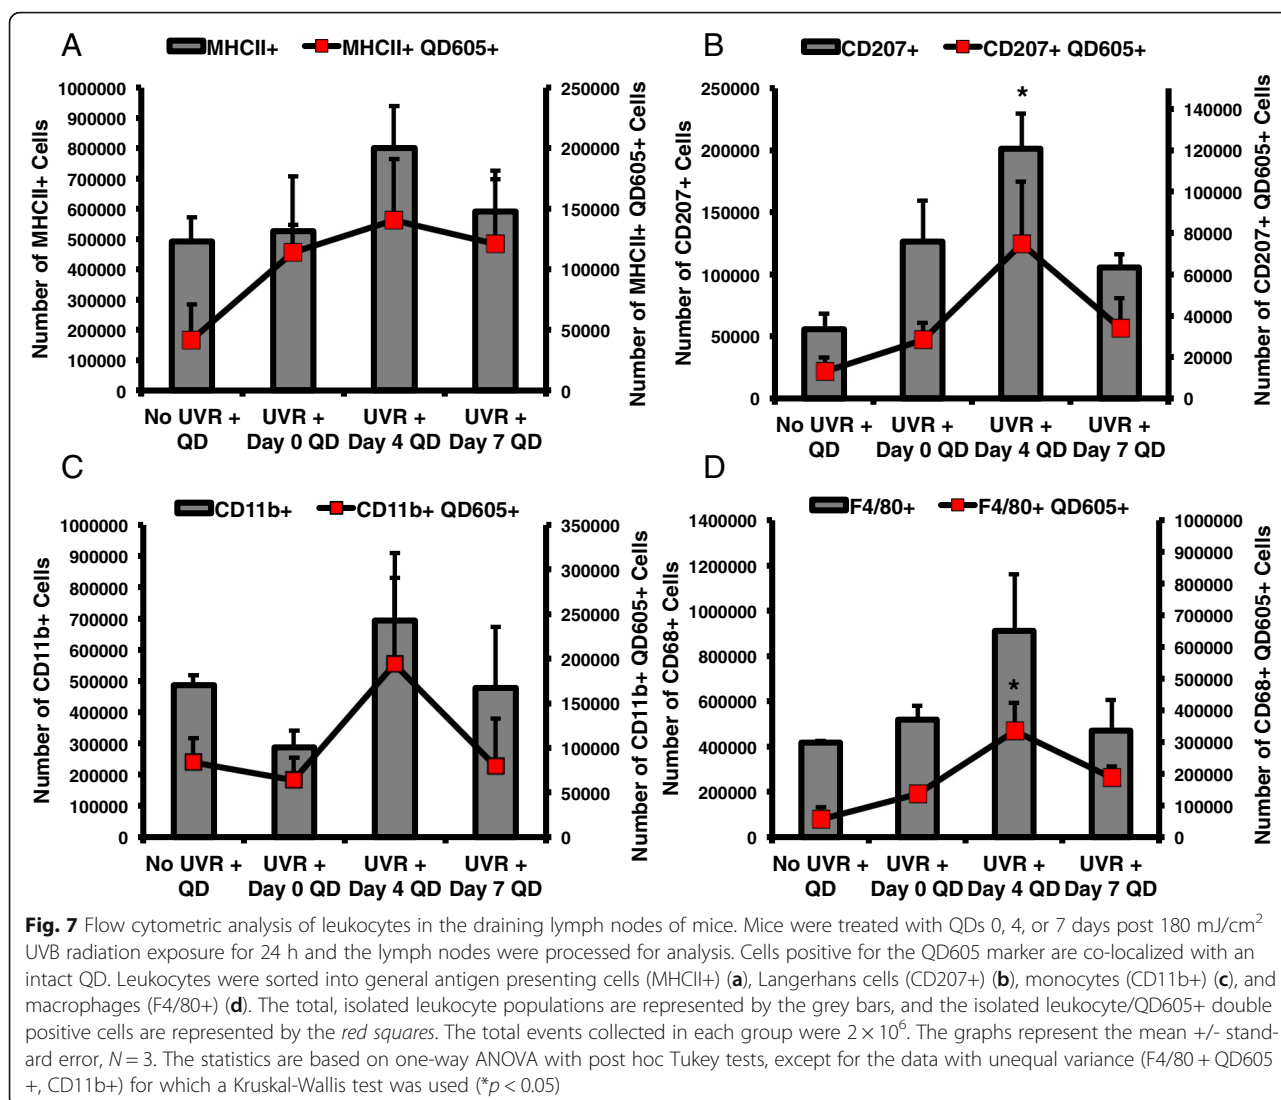 A
MHCII+ MHCII+ QD605+
Number of MHCII+ Cells
1000000
900000
800000
700000
600000
500000
400000
300000
200000
100000
0
250000
200000
150000
100000
50000
0
Number of MHCII+ QD605+ Cells
No UVR + UVR + UVR + UVR +
QD Day 0 QD Day 4 QD Day 7 QD
B
CD207+ CD207+ QD605+
Number of CD207+ Cells
250000
200000
150000
100000
50000
0
*
140000
120000
100000
80000
60000
40000
20000
0
Number of CD207+ QD605+ Cells
No UVR + UVR + UVR + UVR +
QD Day 0 QD Day 4 QD Day 7 QD
C
CD11b+ CD11b+ QD605+
Number of CD11b+ Cells
1000000
900000
800000
700000
600000
500000
400000
300000
200000
100000
0
350000
300000
250000
200000
150000
100000
50000
0
Number of CD11b+ QD605+ Cells
No UVR + UVR + UVR + UVR +
QD Day 0 QD Day 4 QD Day 7 QD
D
F4/80+ F4/80+ QD605+
Number of CD68+ Cells
1400000
1200000
1000000
800000
600000
400000
200000
0
*
1000000
900000
800000
700000
600000
500000
400000
300000
200000
100000
0
Number of CD68+ QD605+ Cells
No UVR + UVR + UVR + UVR +
QD Day 0 QD Day 4 QD Day 7 QD
Fig. 7 Flow cytometric analysis of leukocytes in the draining lymph nodes of mice. Mice were treated with QDs 0, 4, or 7 days post 180 mJ/cm²
UVB radiation exposure for 24 h and the lymph nodes were processed for analysis. Cells positive for the QD605 marker are co-localized with an
intact QD. Leukocytes were sorted into general antigen presenting cells (MHCII+) (a), Langerhans cells (CD207+) (b), monocytes (CD11b+) (c), and
macrophages (F4/80+) (d). The total, isolated leukocyte populations are represented by the grey bars, and the isolated leukocyte/QD605+ double
positive cells are represented by the red squares. The total events collected in each group were 2 × 10⁶. The graphs represent the mean +/- stand-
ard error, N = 3. The statistics are based on one-way ANOVA with post hoc Tukey tests, except for the data with unequal variance (F4/80 + QD605
+, CD11b+) for which a Kruskal-Wallis test was used (*p < 0.05)